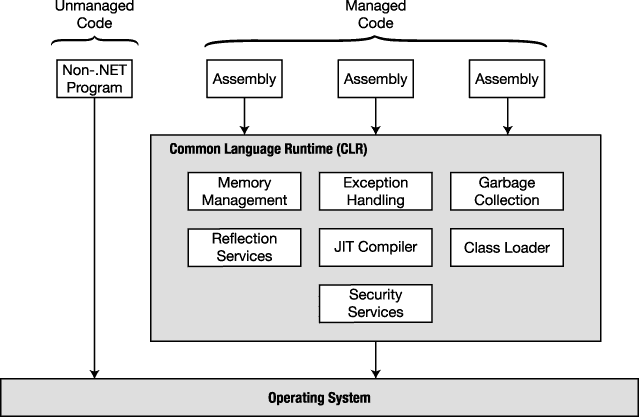 Unmanaged
Code
Managed
Code
Non-.NET
Program
Assembly
Assembly
Assembly
Common Language Runtime (CLR)
Memory
Management
Exception
Handling
Garbage
Collection
Reflection
Services
JIT Compiler
Class Loader
Security
Services
Operating System